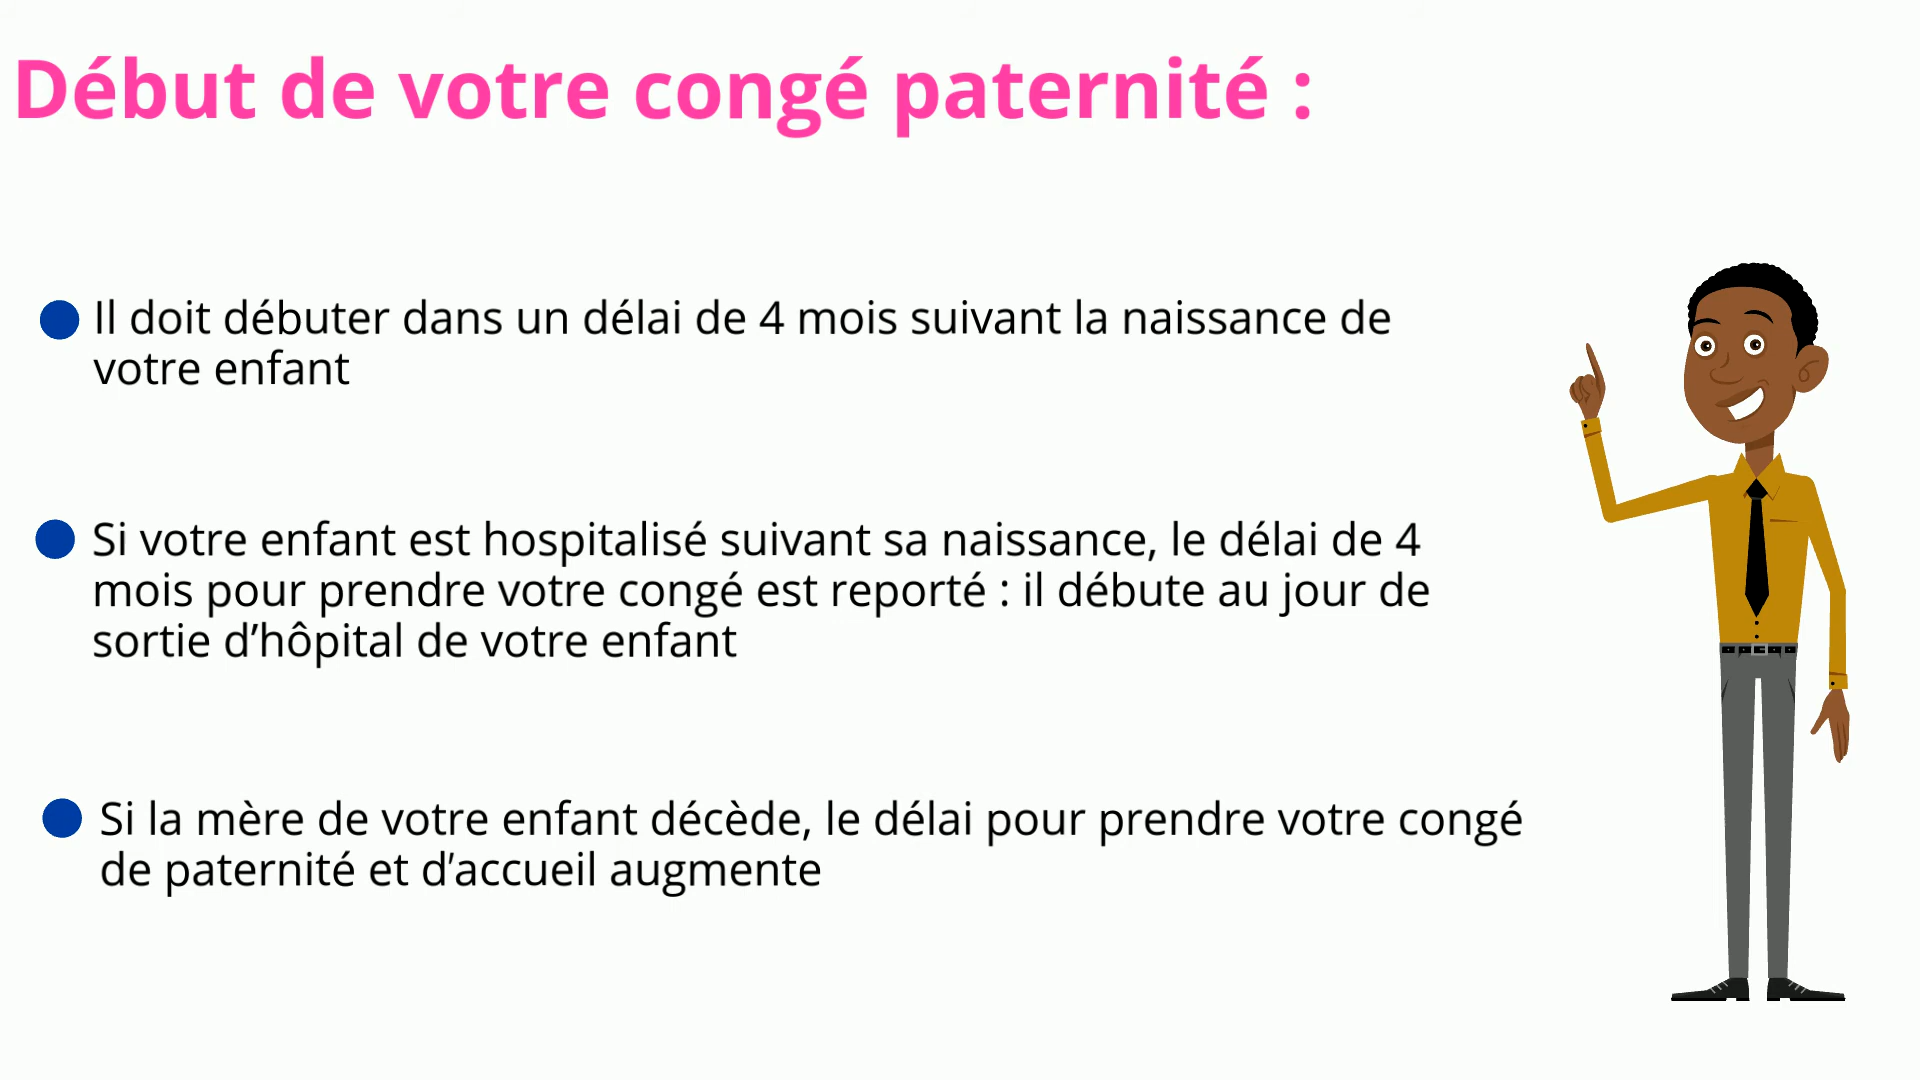 Début de votre congé paternité :
Il doit débuter dans un délai de 4 mois suivant la naissance de
votre enfant
Si votre enfant est hospitalisé suivant sa naissance, le délai de 4
mois pour prendre votre congé est reporté : il débute au jour de
sortie d’hôpital de votre enfant
Si la mère de votre enfant décède, le délai pour prendre votre congé
de paternité et d’accueil augmente